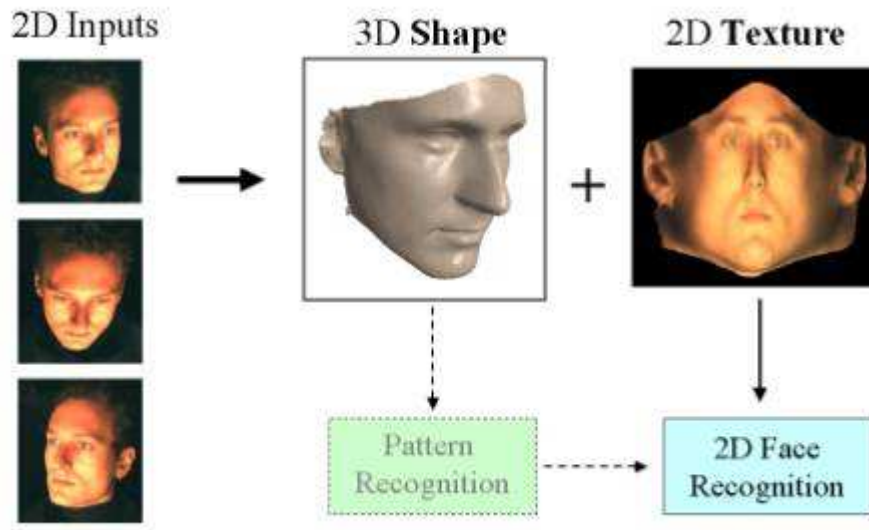 2D Inputs
3D Shape
2D Texture
+
Pattern
Recognition
2D Face
Recognition